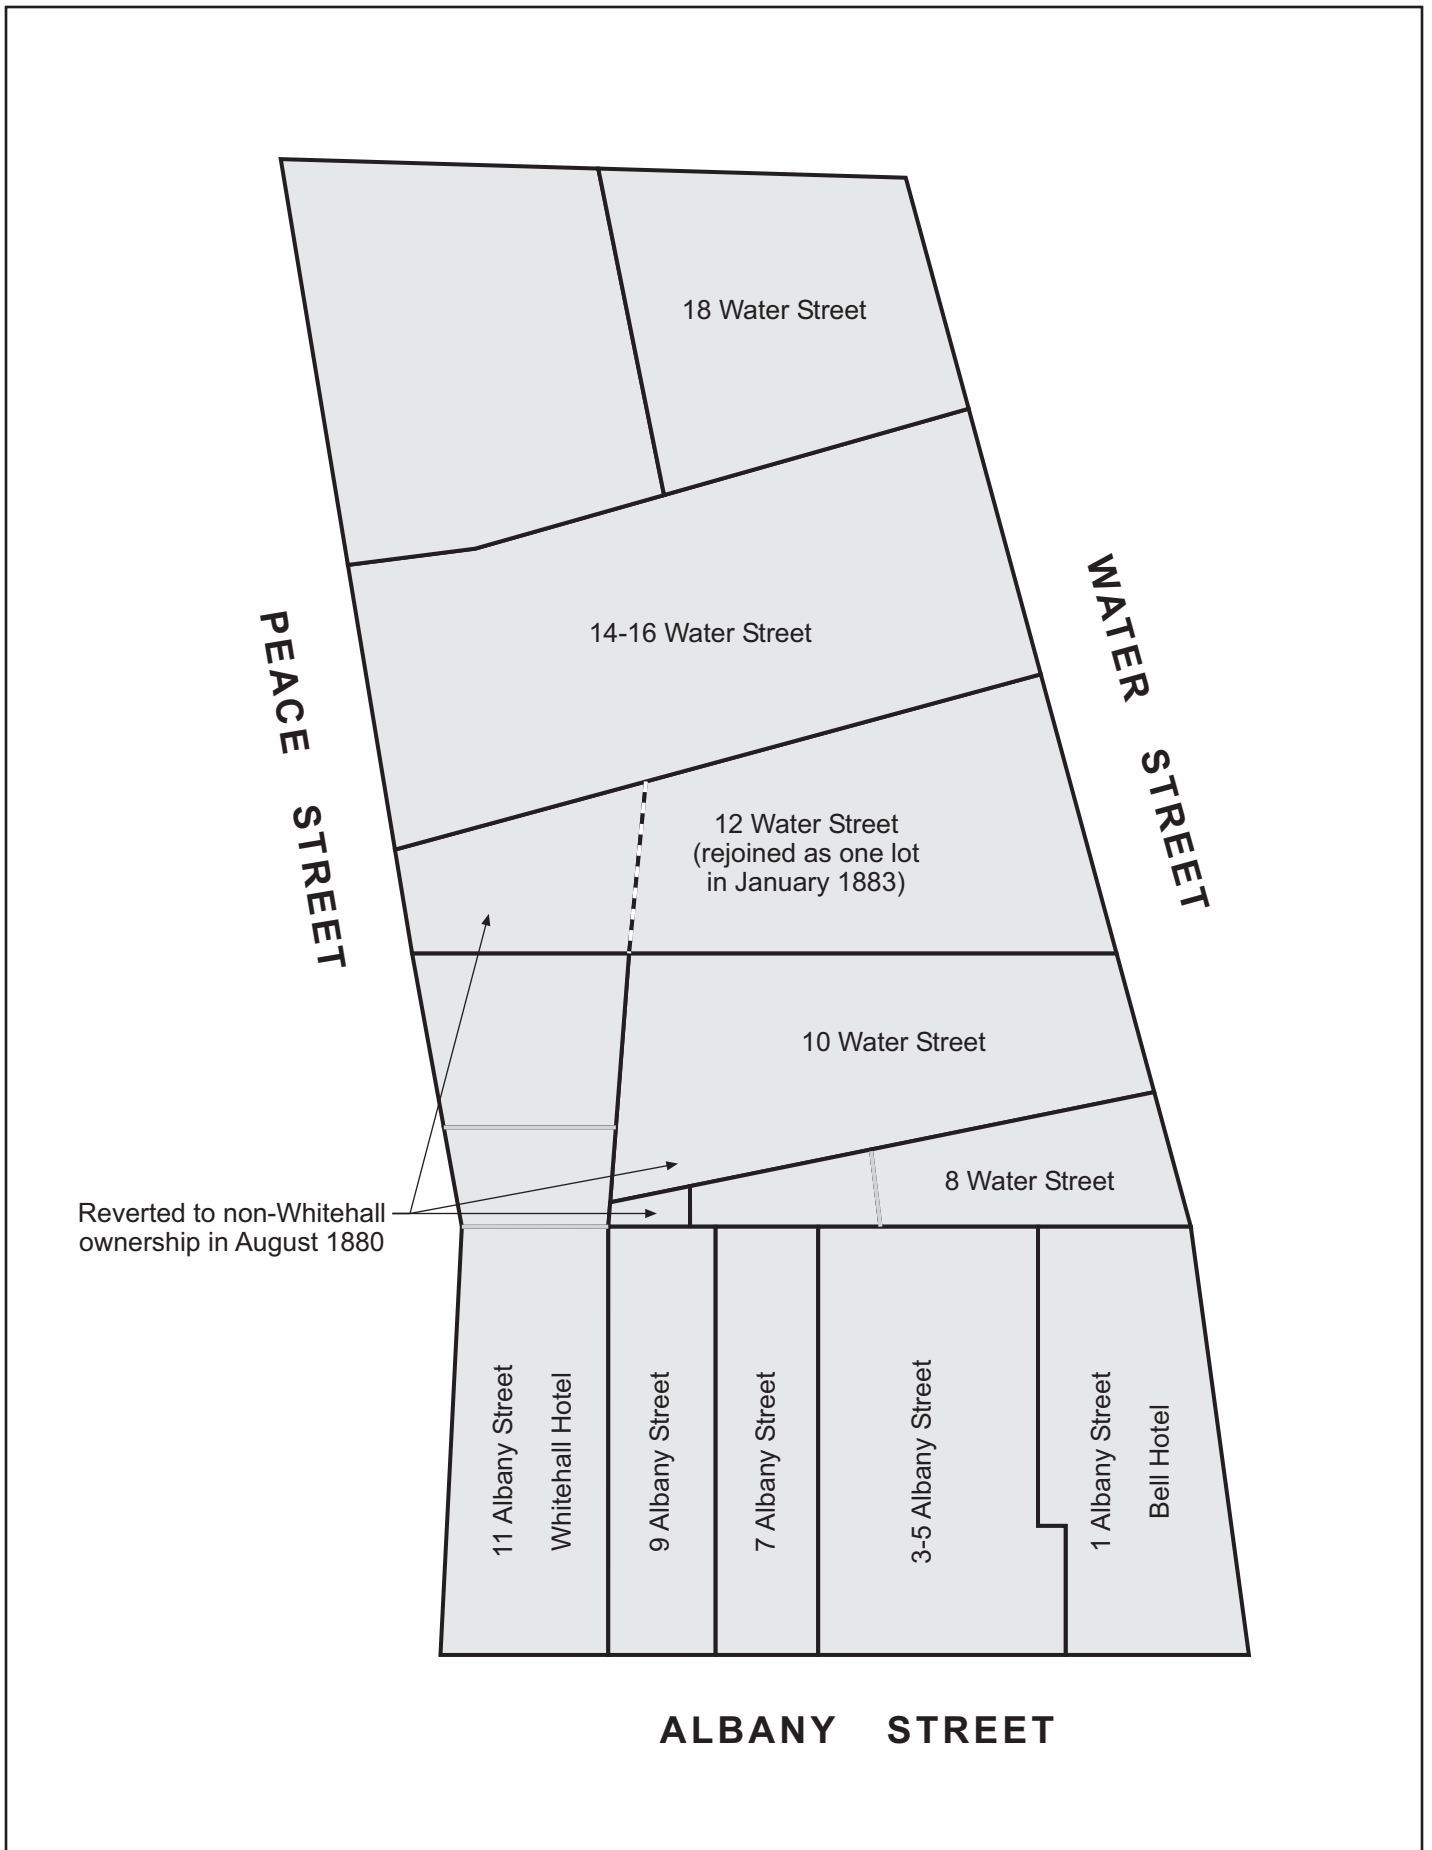 18 Water Street
14-16 Water Street
PEACE STREET
WATER STREET
12 Water Street
(rejoined as one lot
in January 1883)
10 Water Street
8 Water Street
Reverted to non-Whitehall
ownership in August 1880
11 Albany Street
Whitehall Hotel
9 Albany Street
7 Albany Street
3-5 Albany Street
1 Albany Street
Bell Hotel
ALBANY STREET